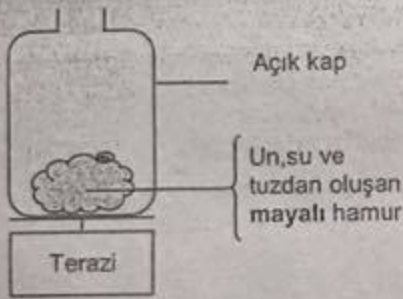 Açık kap
Un,su ve
tuzdan oluşan
mayalı hamur
Terazi